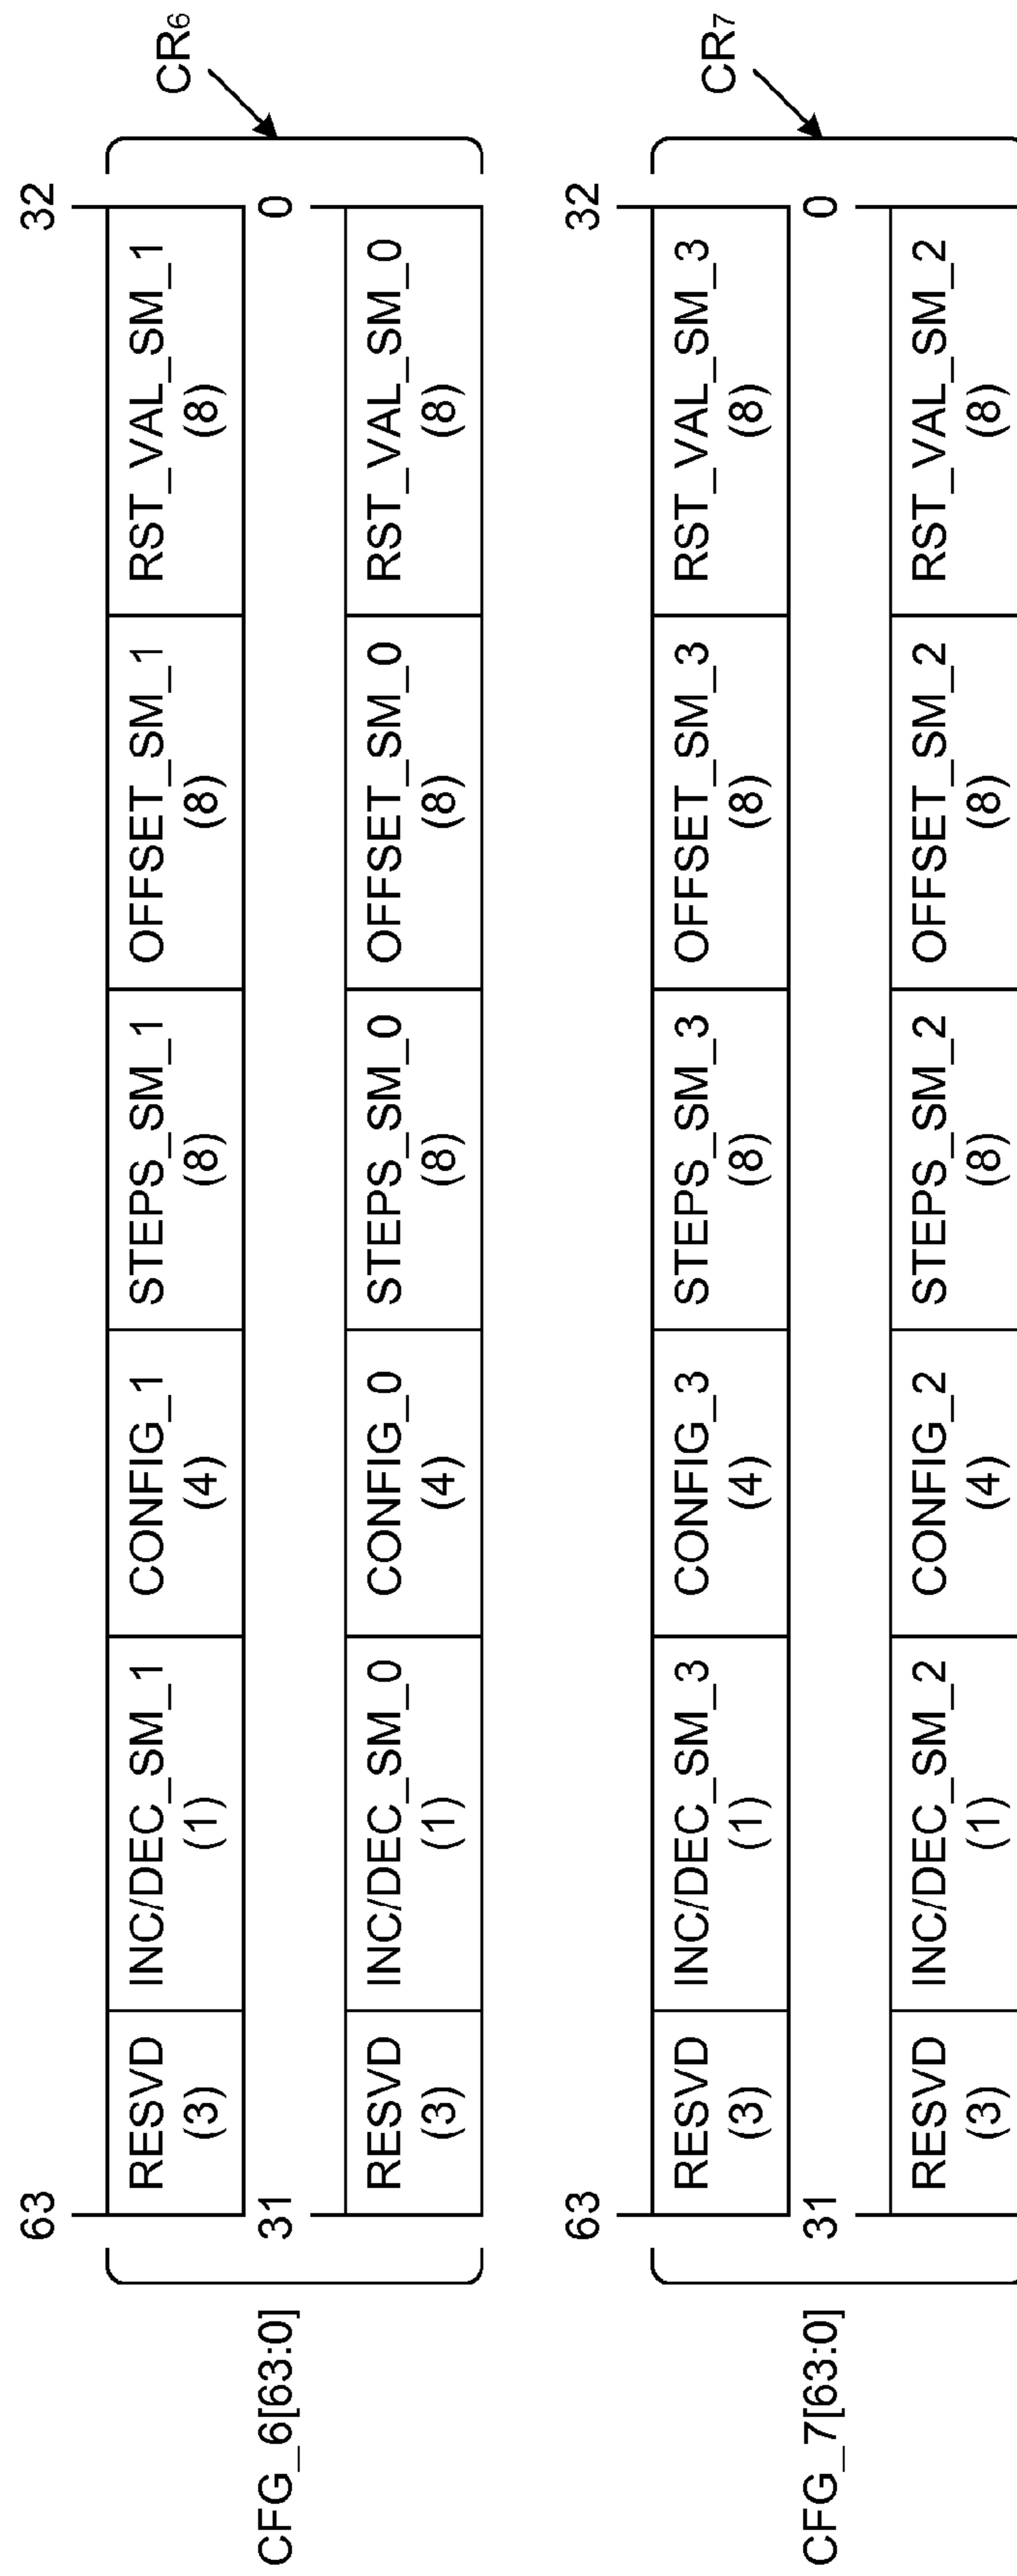 63 32
RESVD INC/DEC_SM_1 CONFIG_1 STEPS_SM_1 OFFSET_SM_1 RST_VAL_SM_1
(3) (1) (4) (8) (8) (8)
CFG_6[63:0] CR6
31 0
RESVD INC/DEC_SM_0 CONFIG_0 STEPS_SM_0 OFFSET_SM_0 RST_VAL_SM_0
(3) (1) (4) (8) (8) (8)
63 32
RESVD INC/DEC_SM_3 CONFIG_3 STEPS_SM_3 OFFSET_SM_3 RST_VAL_SM_3
(3) (1) (4) (8) (8) (8)
CFG_7[63:0] CR7
31 0
RESVD INC/DEC_SM_2 CONFIG_2 STEPS_SM_2 OFFSET_SM_2 RST_VAL_SM_2
(3) (1) (4) (8) (8) (8)